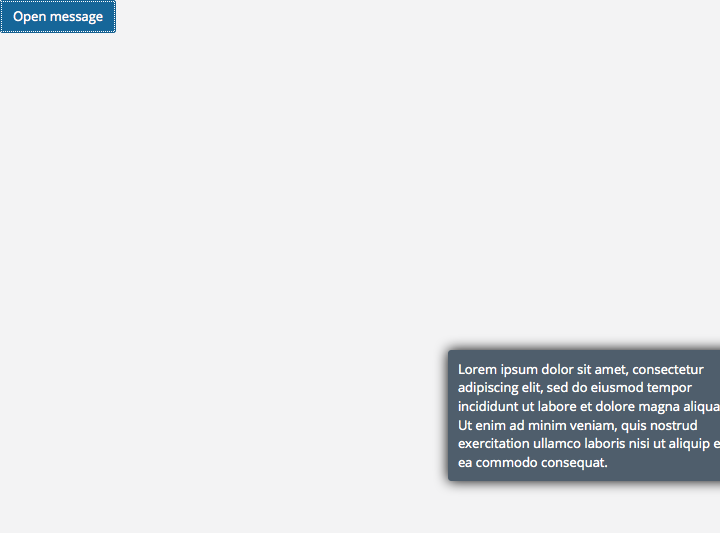 Open message
Lorem ipsum dolor sit amet, consectetur
adipiscing elit, sed do eiusmod tempor
incididunt ut labore et dolore magna aliqua
Ut enim ad minim veniam, quis nostrud
exercitation ullamco laboris nisi ut aliquip
ea commodo consequat.